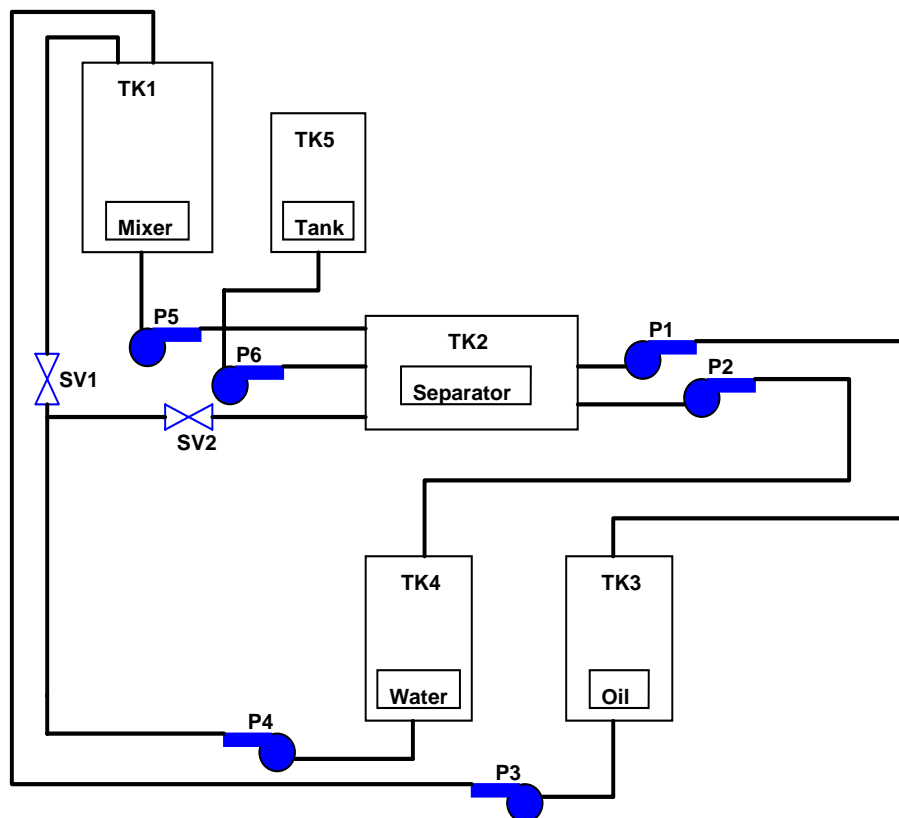 TK1
Mixer
TK5
Tank
P5
P6
TK2
Separator
P1
P2
SV1
SV2
TK4
Water
TK3
Oil
P4
P3